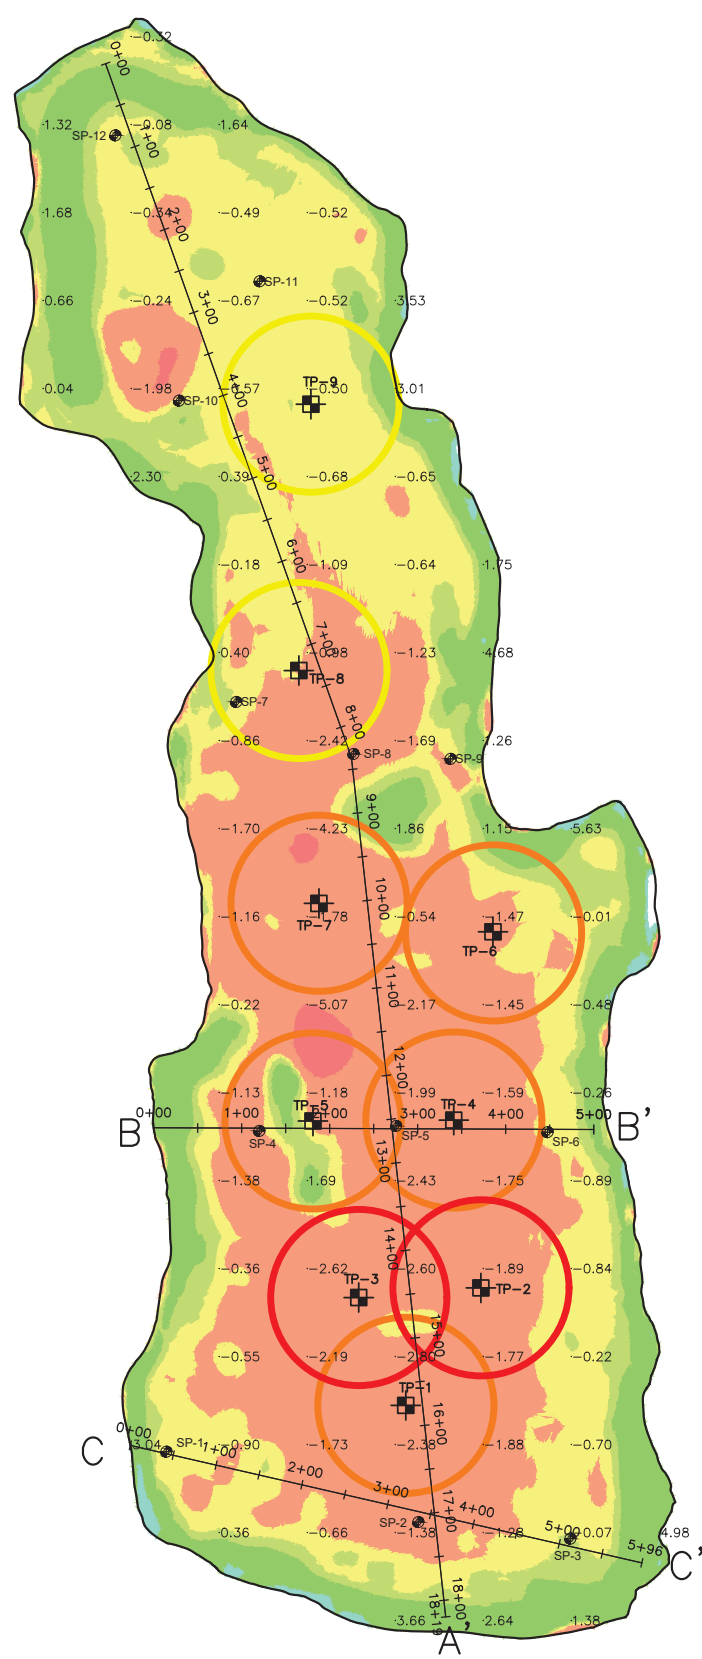 -0.32
0+00
1.32 -0.08 1.64
SP-12 1+00
1.68 -0.34 -0.49 -0.52
2+00
SP-11
0.66 -0.24 -0.67 -0.52 3.53
3+00
TP-9
0.04 -1.98 -0.57 -0.50 3.01
4+00
SP-10
2.30 -0.39 -0.68 -0.65
5+00
-0.18 -1.09 -0.64 1.75
6+00
0.40 -0.98 -1.23 4.68
7+00
TP-8
SP-7
-0.86 -2.42 -1.69 1.26
8+00
SP-8 SP-9
9+00
-1.70 -4.23 1.86 1.15 5.63
10+00
-1.16 -1.78 -0.54 -1.47 -0.01
TP-7 TP-6
11+00
-0.22 -5.07 -2.17 -1.45 -0.48
12+00
-1.13 -1.18 -1.99 -1.59 -0.26
TP-5 TP-4
0+00 1+00 2+00 3+00 4+00 5+00
B SP-4 SP-5 SP-6 B'
13+00
-1.38 1.69 -2.43 -1.75 -0.89
14+00
-0.36 -2.62 -2.60 -1.89 -0.84
TP-3 TP-2
15+00
-0.55 -2.19 -2.80 -1.77 -0.22
TP-1
16+00
0+00
C 3.04 SP-1 1+00 -0.90 -1.73 -2.38 -1.88 -0.70
2+00
3+00
17+00 4+00
SP-2
0.36 -0.66 -1.38 -1.28 5+00 0.07 4.98
SP-3 5+96 C'
18+00
18+19
3.66 2.64 1.38
A'